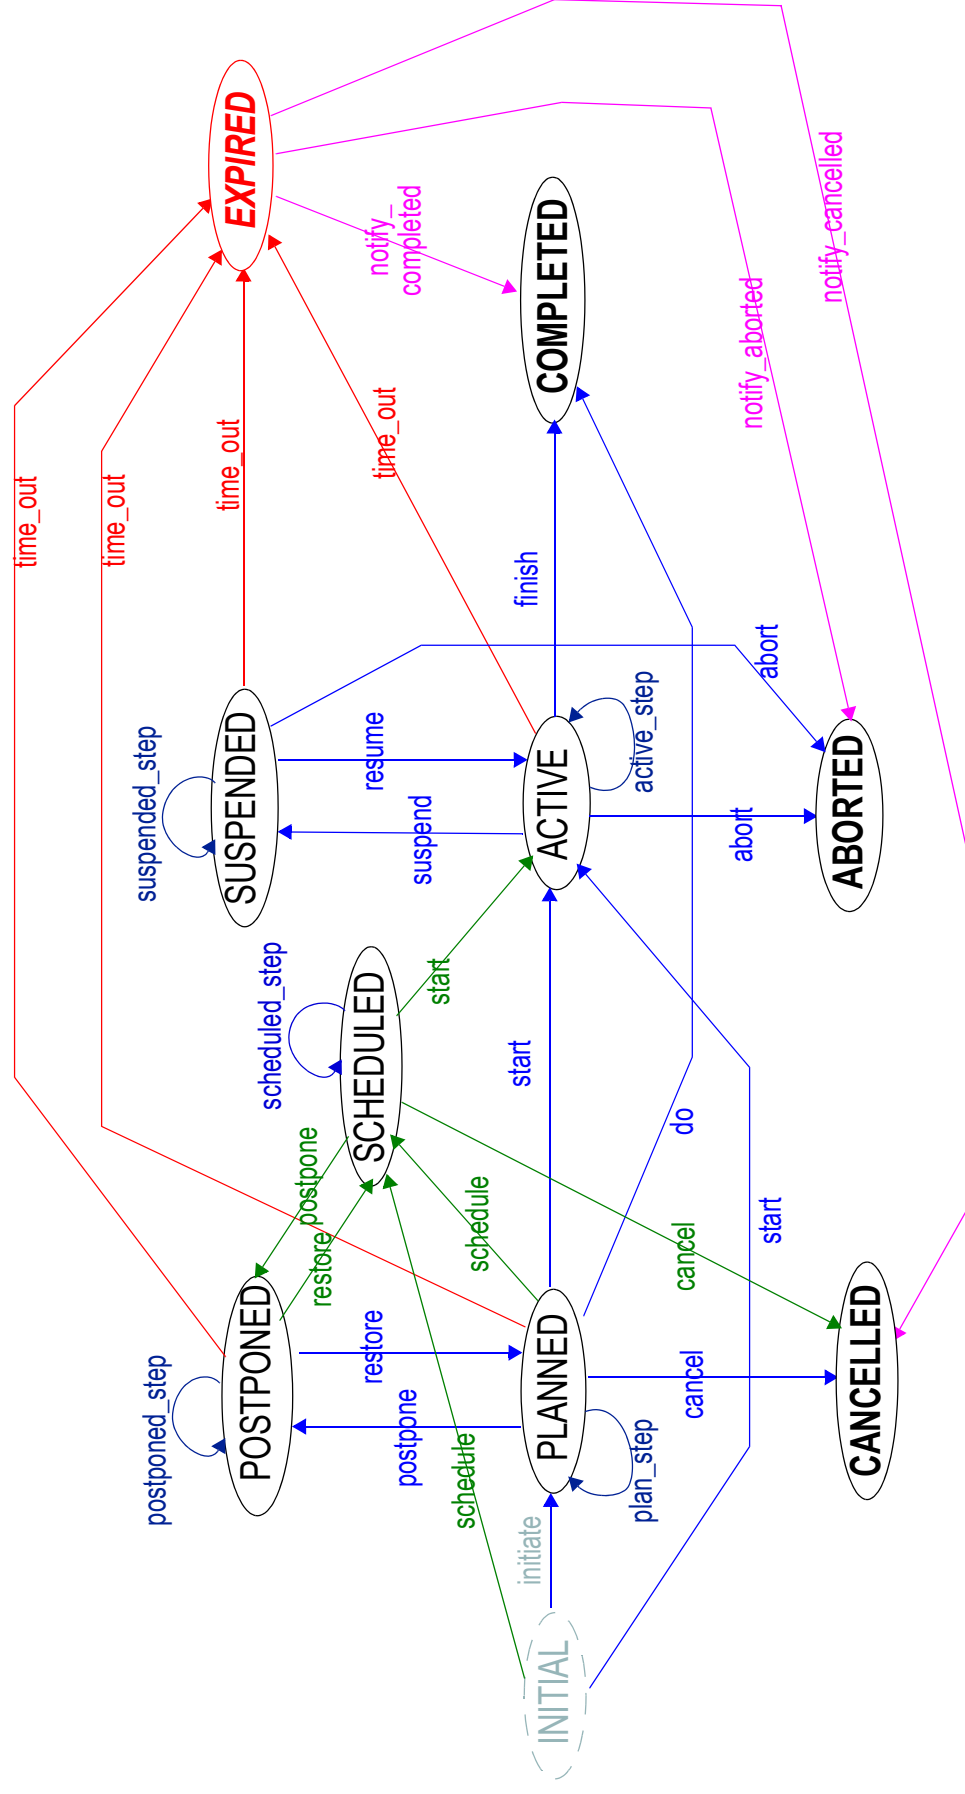 time_out
time_out
time_out
time_out
EXPIRED
notify_
completed
notify_aborted
notify_cancelled
COMPLETED
finish
suspended_step
SUSPENDED
resume
suspend
abort
ACTIVE
active_step
abort
ABORTED
scheduled_step
SCHEDULED
start
start
do
start
postpone
restore
schedule
cancel
postponed_step
POSTPONED
restore
postpone
PLANNED
plan_step
cancel
CANCELLED
schedule
initiate
INITIAL